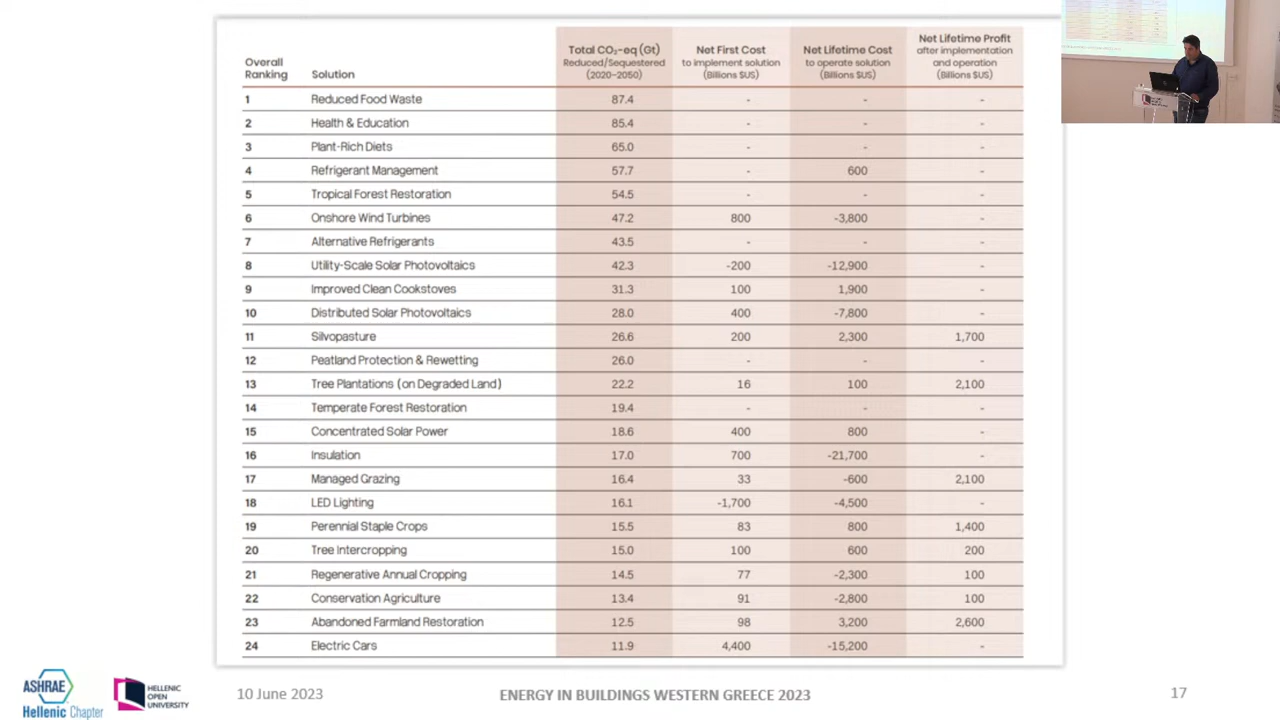 Overall Ranking Solution Total CO₂-eq (Gt) Reduced/Sequestered (2020–2050) Net First Cost to implement solution (Billions $US) Net Lifetime Cost to operate solution (Billions $US) Net Lifetime Profit after implementation and operation (Billions $US)
1 Reduced Food Waste 87.4 - - -
2 Health & Education 85.4 - - -
3 Plant-Rich Diets 65.0 - - -
4 Refrigerant Management 57.7 - 600 -
5 Tropical Forest Restoration 54.5 - - -
6 Onshore Wind Turbines 47.2 800 -3,800 -
7 Alternative Refrigerants 43.5 - - -
8 Utility-Scale Solar Photovoltaics 42.3 -200 -12,900 -
9 Improved Clean Cookstoves 31.3 100 1,900 -
10 Distributed Solar Photovoltaics 28.0 400 -7,800 -
11 Silvopasture 26.6 200 2,300 1,700
12 Peatland Protection & Rewetting 26.0 - - -
13 Tree Plantations (on Degraded Land) 22.2 16 100 2,100
14 Temperate Forest Restoration 19.4 - - -
15 Concentrated Solar Power 18.6 400 800 -
16 Insulation 17.0 700 -21,700 -
17 Managed Grazing 16.4 33 -600 2,100
18 LED Lighting 16.1 -1,700 -4,500 -
19 Perennial Staple Crops 15.5 83 800 1,400
20 Tree Intercropping 15.0 100 600 200
21 Regenerative Annual Cropping 14.5 77 -2,300 100
22 Conservation Agriculture 13.4 91 -2,800 100
23 Abandoned Farmland Restoration 12.5 98 3,200 2,600
24 Electric Cars 11.9 4,400 -15,200 -
ASHRAE
Hellenic Chapter
HELLENIC
OPEN
UNIVERSITY
10 June 2023
ENERGY IN BUILDINGS WESTERN GREECE 2023
17